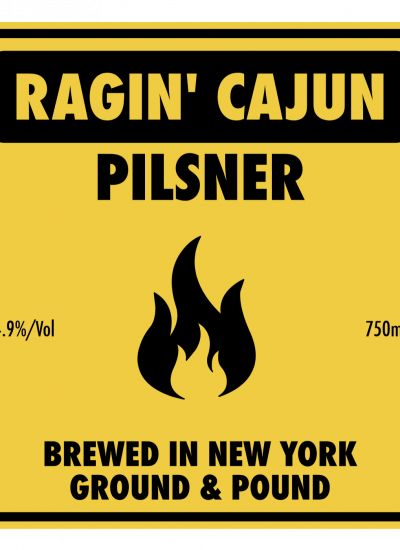 RAGIN' CAJUN
PILSNER
.9%/Vol
750m
BREWED IN NEW YORK
GROUND & POUND